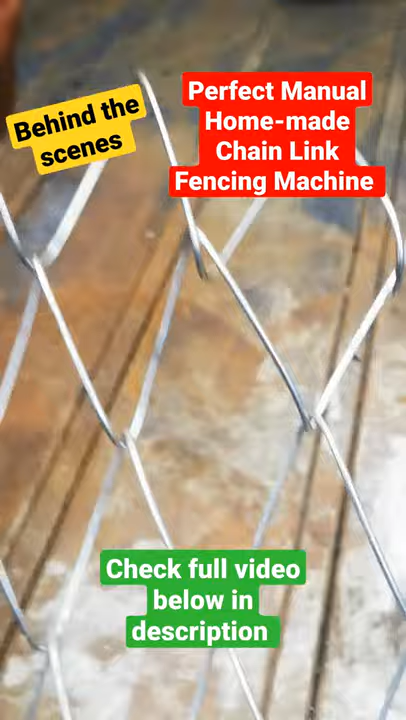 Behind the
scenes
Perfect Manual
Home-made
Chain Link
Fencing Machine
Check full video
below in
description